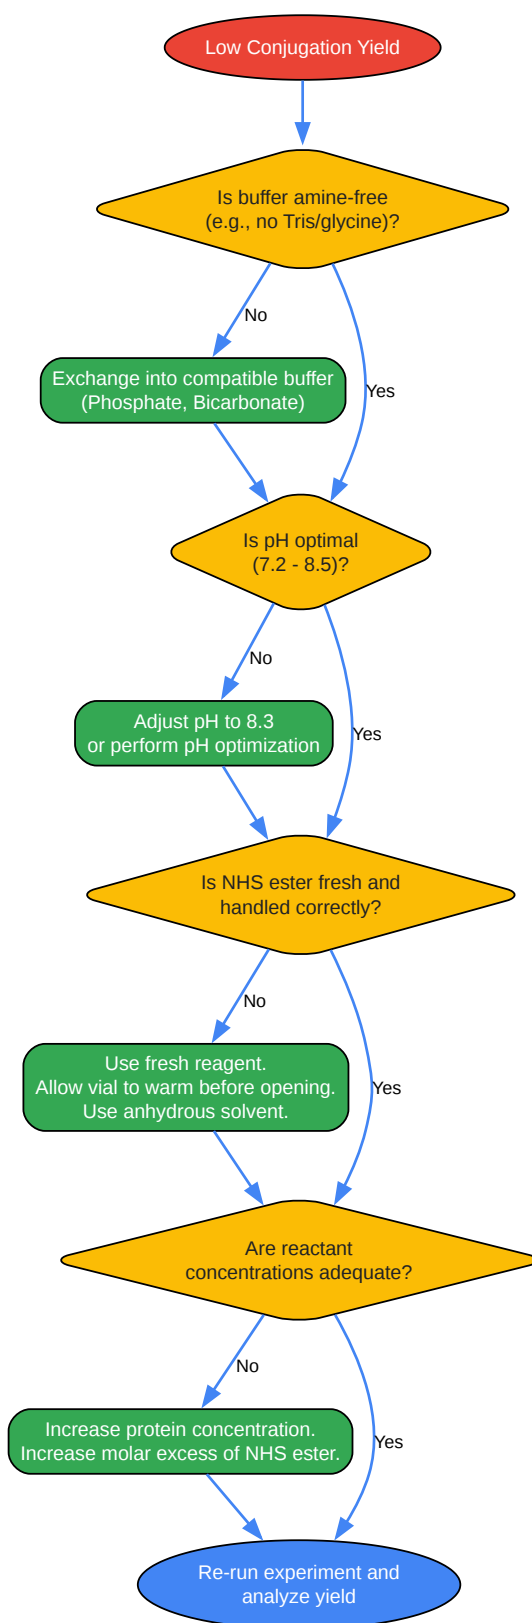 Low Conjugation Yield
Is buffer amine-free
(e.g., no Tris/glycine)?
No
Yes
Exchange into compatible buffer
(Phosphate, Bicarbonate)
Is pH optimal
(7.2 - 8.5)?
No
Yes
Adjust pH to 8.3
or perform pH optimization
Is NHS ester fresh and
handled correctly?
No
Yes
Use fresh reagent.
Allow vial to warm before opening.
Use anhydrous solvent.
Are reactant
concentrations adequate?
No
Yes
Increase protein concentration.
Increase molar excess of NHS ester.
Re-run experiment and
analyze yield